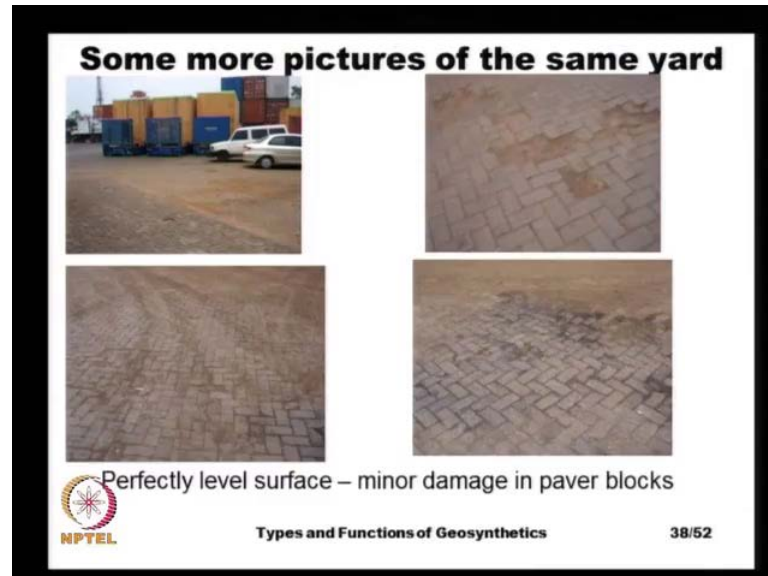 Some more pictures of the same yard
Perfectly level surface – minor damage in paver blocks
NPTEL
Types and Functions of Geosynthetics
38/52